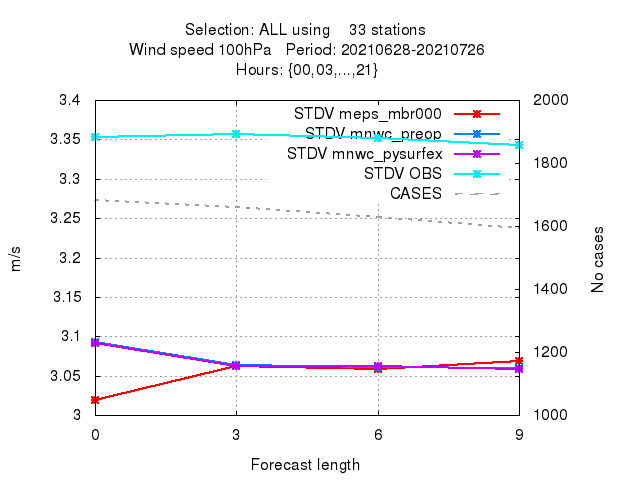 Selection: ALL using    33 stations
Wind speed 100hPa   Period: 20210628-20210726
Hours: {00,03,...,21}
3.4
3.35
3.3
3.25
3.2
3.15
3.1
3.05
3
2000
1800
1600
1400
1200
1000
STDV meps_mbr000
STDV mnwc_preop
STDV mnwc_pysurfex
STDV OBS
CASES
m/s
No cases
0 3 6 9
Forecast length